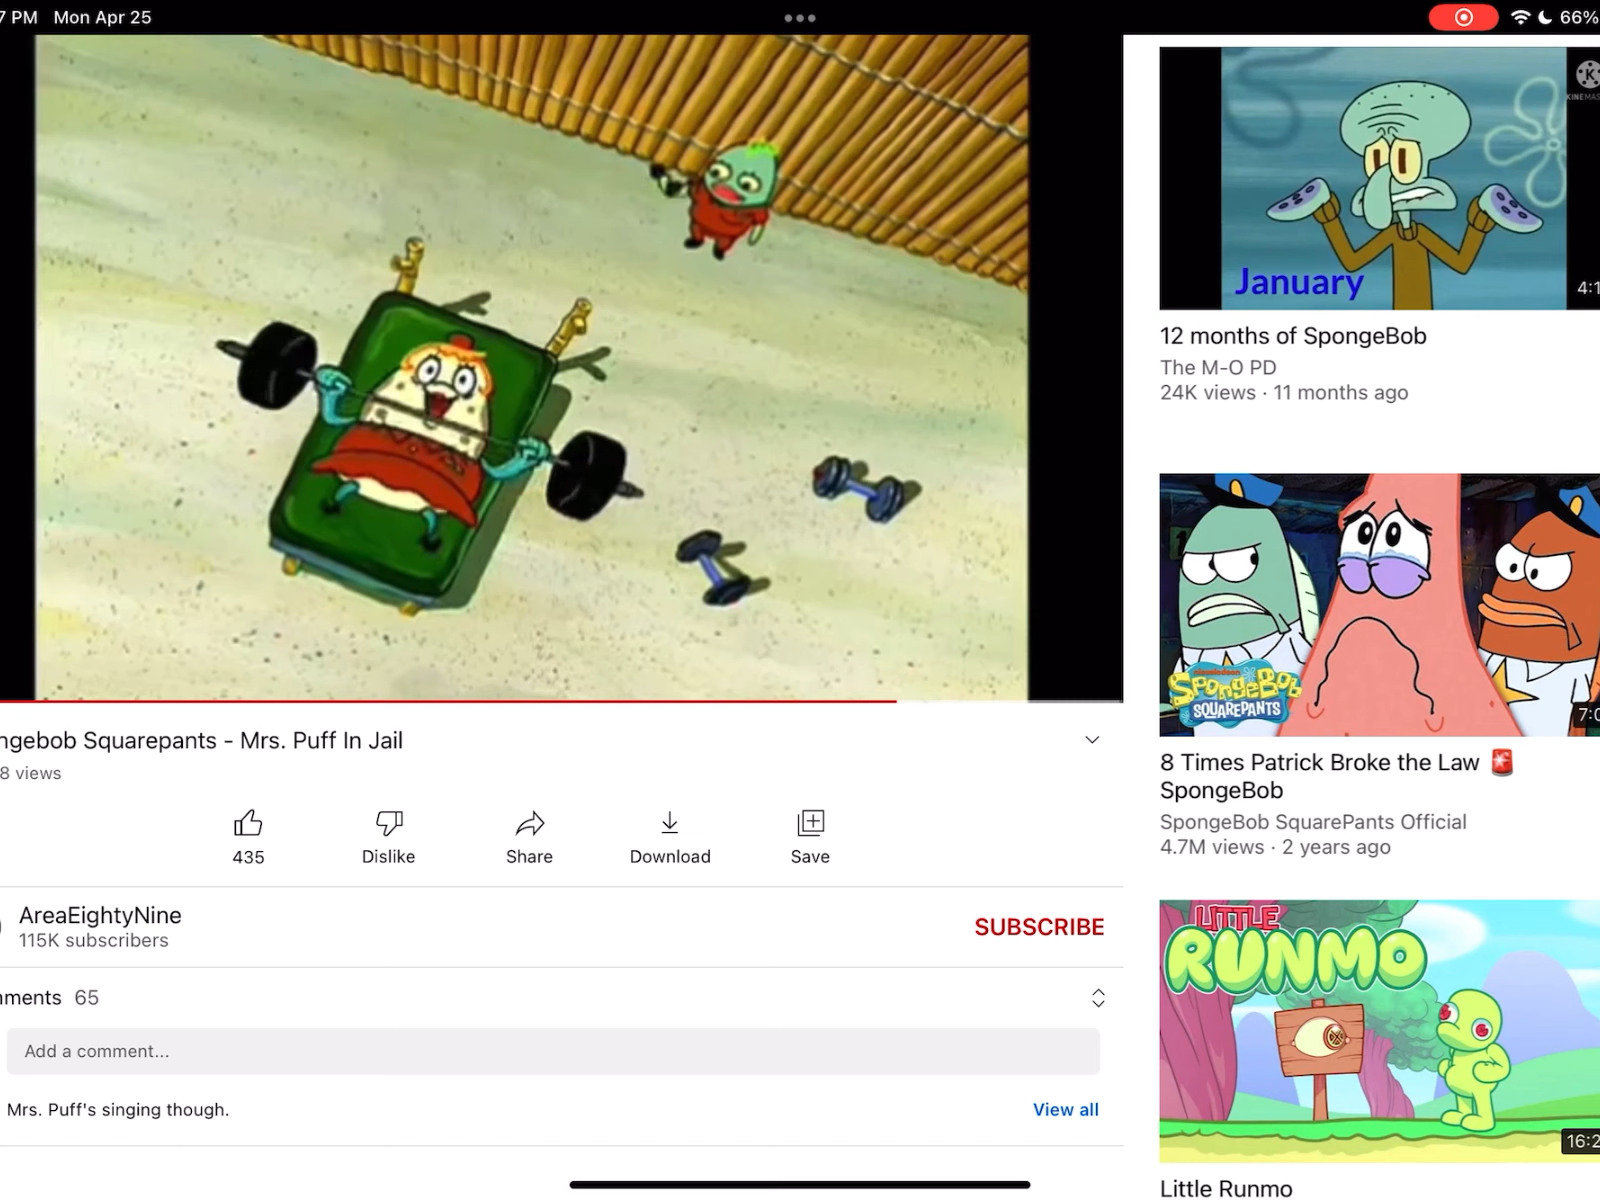 7 PM Mon Apr 25
66%
January
K
KINEMAS
4:1
12 months of SpongeBob
The M-O PD
24K views · 11 months ago
nickelodeon
SPONGEBOB
SQUAREPANTS
7:0
8 Times Patrick Broke the Law 🚨
SpongeBob
SpongeBob SquarePants Official
4.7M views · 2 years ago
LITTLE
RUNMO
16:2
Little Runmo
ngebob Squarepants - Mrs. Puff In Jail
8 views
435
Dislike
Share
Download
Save
AreaEightyNine
115K subscribers
SUBSCRIBE
mments 65
Add a comment...
Mrs. Puff's singing though.
View all